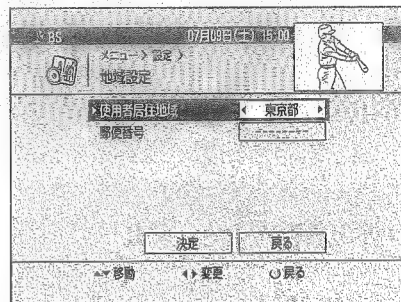 BS 07月09日(土) 15:00
メニュー > 設定 >
地域設定
使用者居住地域 ◀ 東京都 ▶
郵便番号 -------
決定 戻る
▲▼移動 ◀▶変更 ↺戻る